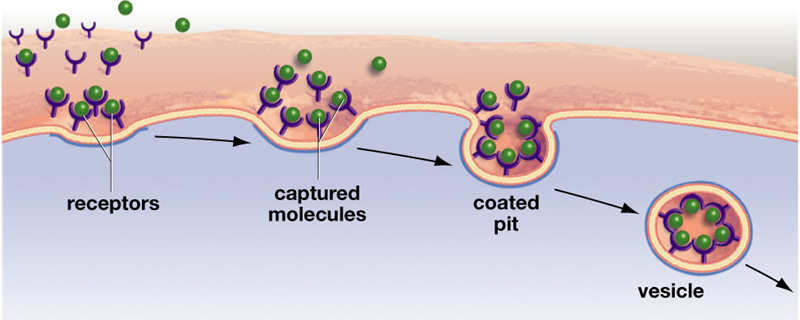 receptors
captured
molecules
coated
pit
vesicle